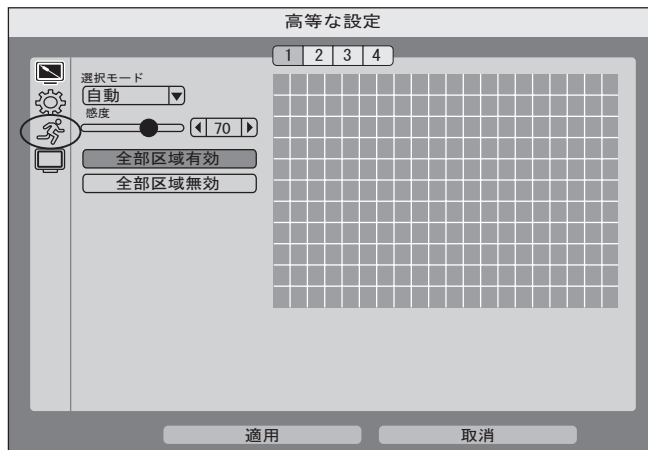 高等な設定
1 2 3 4
選択モード
自動
感度
70
全部区域有効
全部区域無効
適用 取消